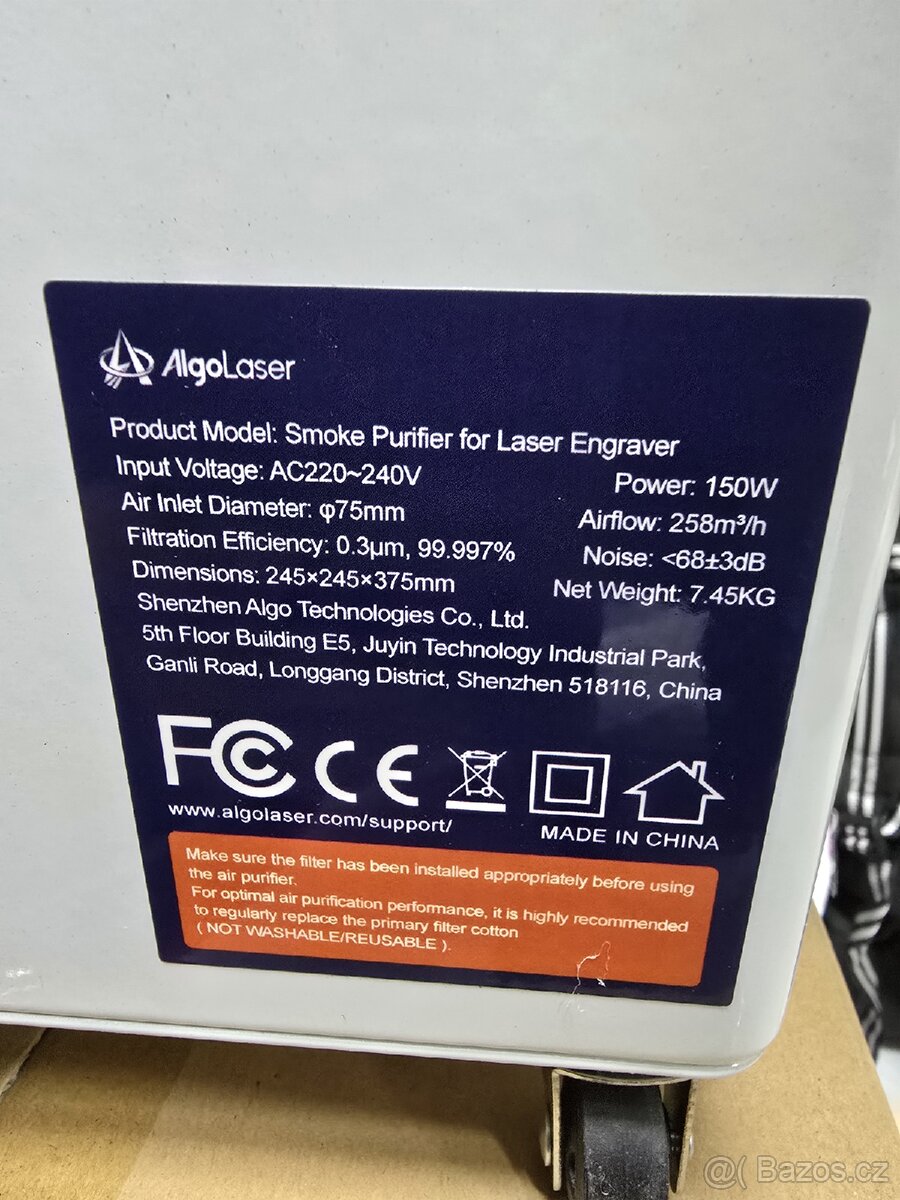 AlgoLaser
Product Model: Smoke Purifier for Laser Engraver
Input Voltage: AC220~240V
Power: 150W
Air Inlet Diameter: φ75mm
Airflow: 258m³/h
Filtration Efficiency: 0.3μm, 99.997%
Noise: <68±3dB
Dimensions: 245×245×375mm
Net Weight: 7.45KG
Shenzhen Algo Technologies Co., Ltd.
5th Floor Building E5, Juyin Technology Industrial Park,
Ganli Road, Longgang District, Shenzhen 518116, China
FC CE
www.algolaser.com/support/
MADE IN CHINA
Make sure the filter has been installed appropriately before using
the air purifier.
For optimal air purification performance, it is highly recommended
to regularly replace the primary filter cotton
( NOT WASHABLE/REUSABLE ).
@( Bazos.cz